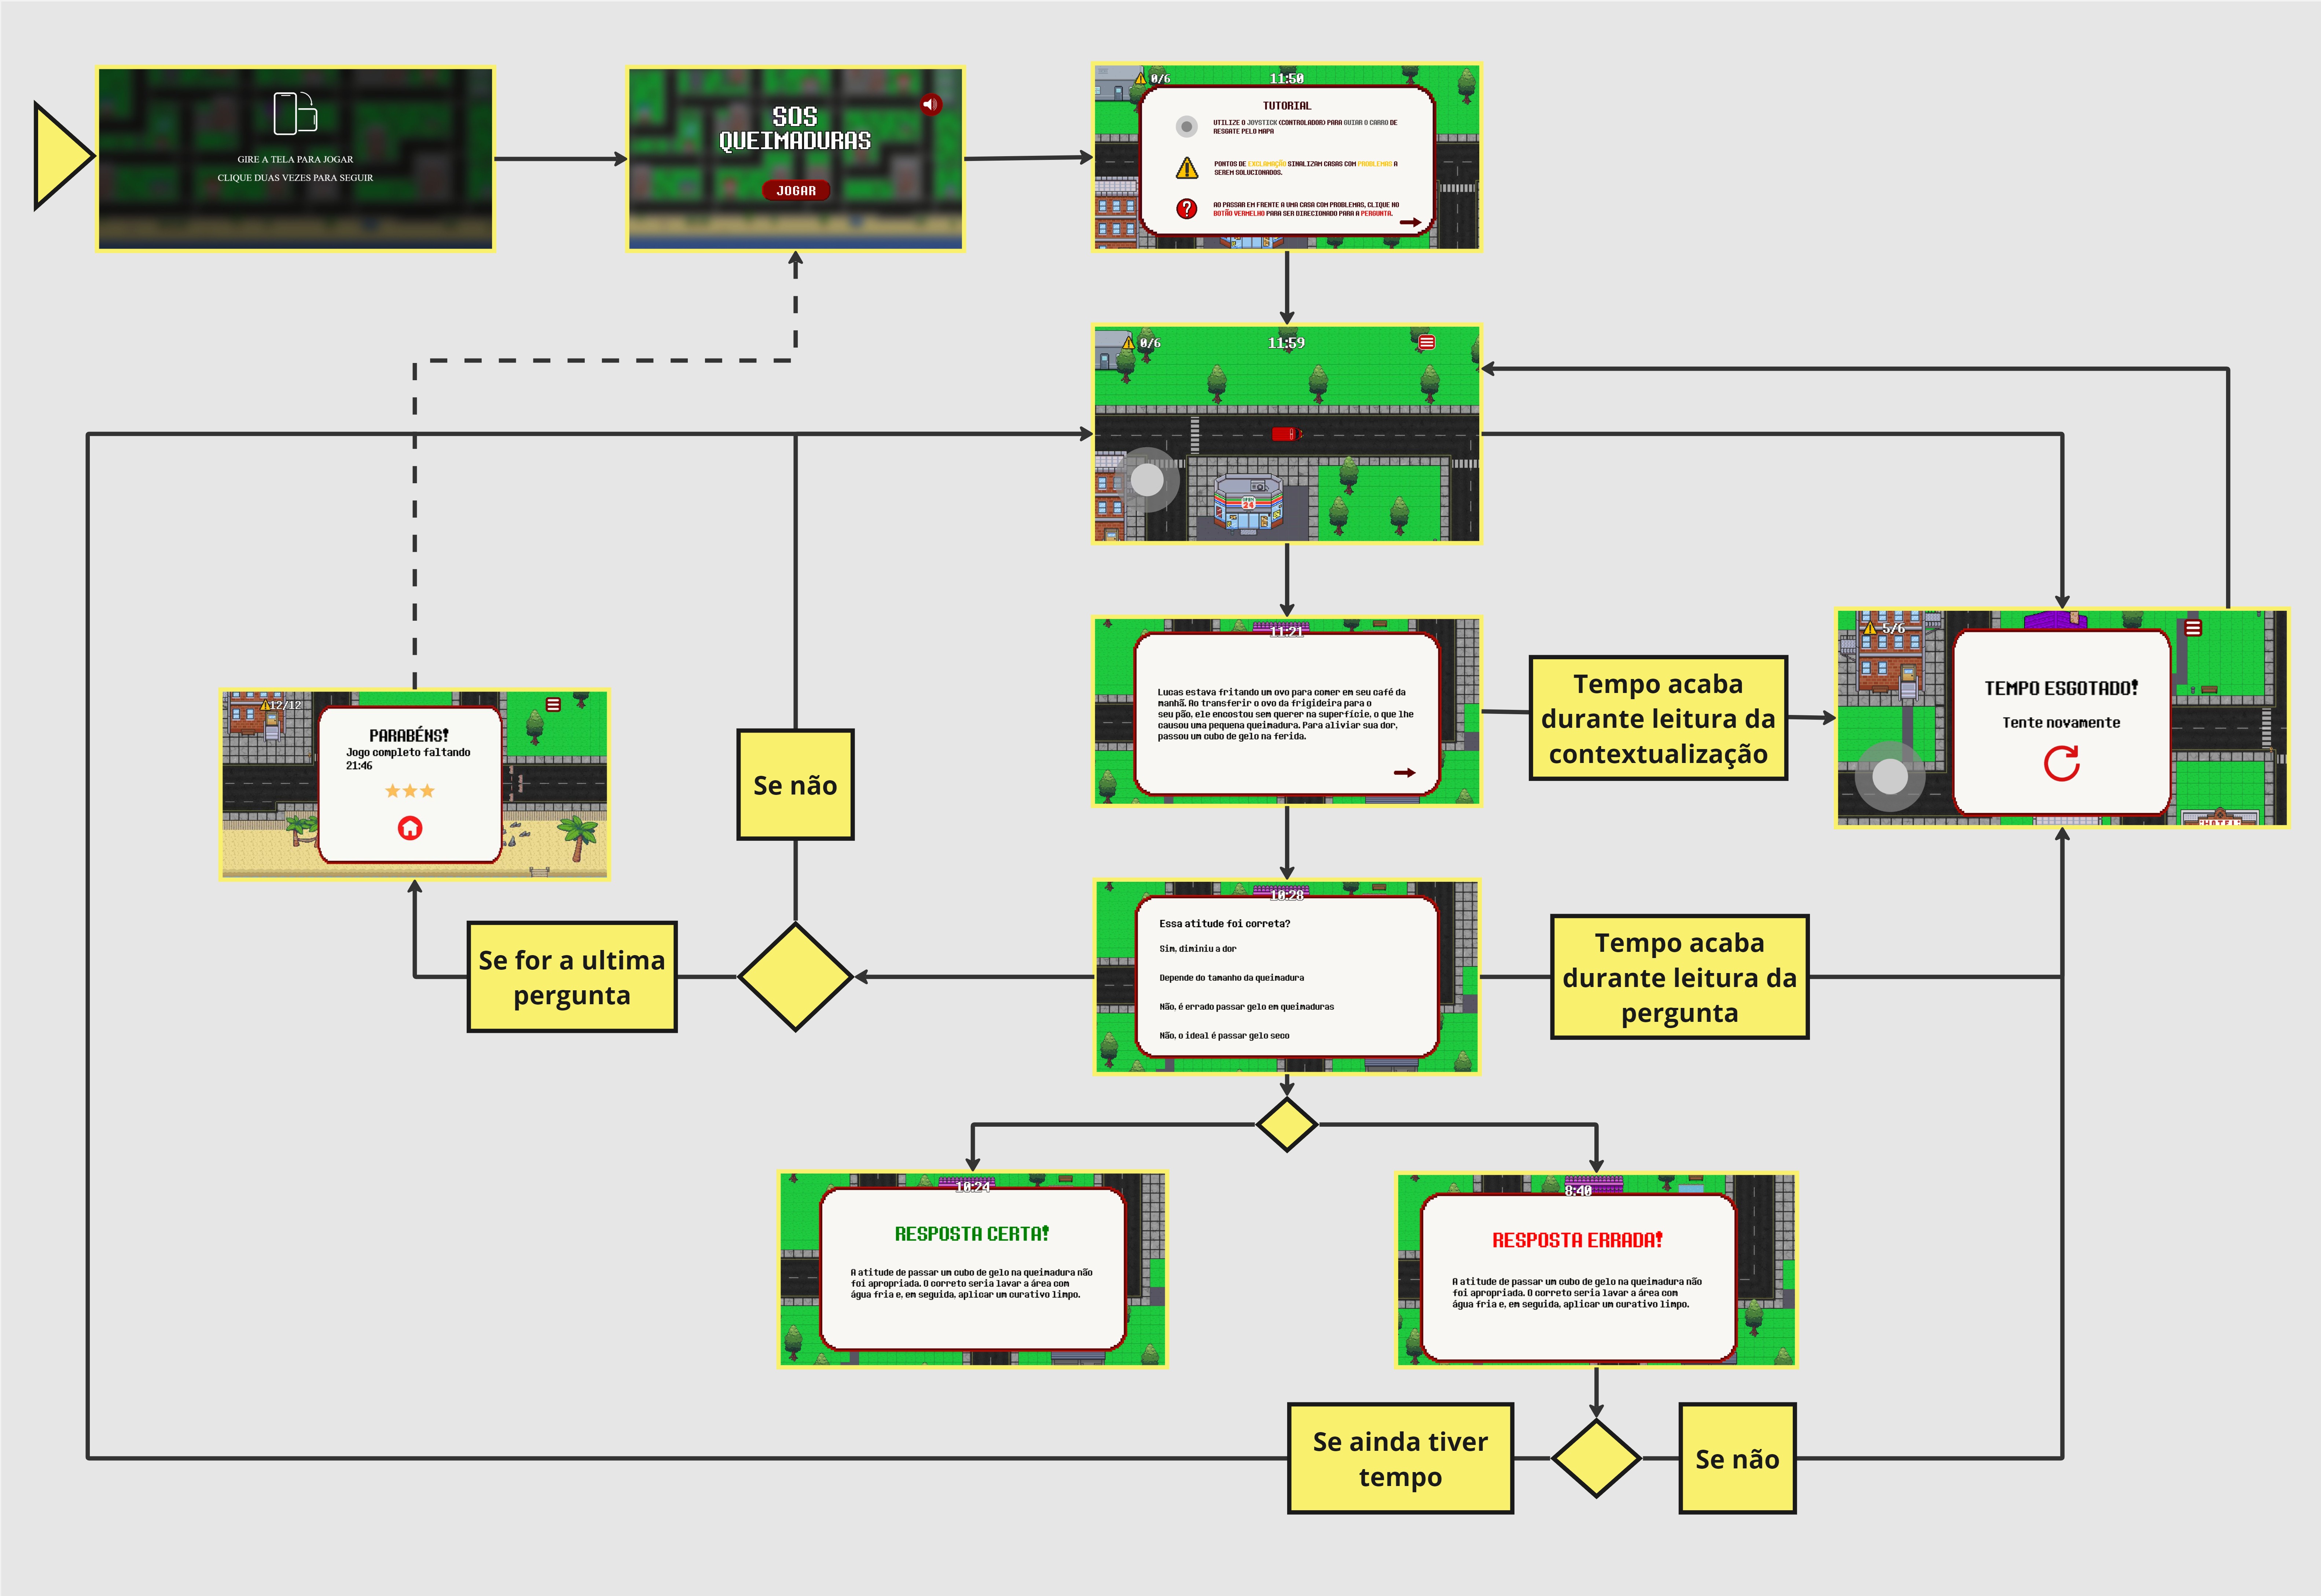 GIRE A TELA PARA JOGAR
CLIQUE DUAS VEZES PARA SEGUIR
SOS
QUEIMADURAS
JOGAR
0/6
11:50
TUTORIAL
UTILIZE O JOYSTICK (CONTROLADOR) PARA GUIAR O CARRO DE
RESGATE PELO MAPA
PONTOS DE EXCLAMAÇÃO SINALIZAM CASAS COM PROBLEMAS A
SEREM SOLUCIONADOS.
AO PASSAR EM FRENTE A UMA CASA COM PROBLEMAS, CLIQUE NO
BOTÃO VERMELHO PARA SER DIRECIONADO PARA A PERGUNTA.
0/6
11:59
24
11:21
Lucas estava fritando um ovo para comer em seu café da
manhã. Ao transferir o ovo da frigideira para o
seu pão, ele encostou sem querer na superfície, o que lhe
causou uma pequena queimadura. Para aliviar sua dor,
passou um cubo de gelo na ferida.
Tempo acaba
durante leitura da
contextualização
5/6
TEMPO ESGOTADO!
Tente novamente
HOTEL
12/12
PARABÉNS!
Jogo completo faltando
21:46
Se não
Se for a ultima
pergunta
10:28
Essa atitude foi correta?
Sim, diminiu a dor
Depende do tamanho da queimadura
Não, é errado passar gelo em queimaduras
Não, o ideal é passar gelo seco
Tempo acaba
durante leitura da
pergunta
10:24
RESPOSTA CERTA!
A atitude de passar um cubo de gelo na queimadura não
foi apropriada. O correto seria lavar a área com
água fria e, em seguida, aplicar um curativo limpo.
8:40
RESPOSTA ERRADA!
A atitude de passar um cubo de gelo na queimadura não
foi apropriada. O correto seria lavar a área com
água fria e, em seguida, aplicar um curativo limpo.
Se ainda tiver
tempo
Se não